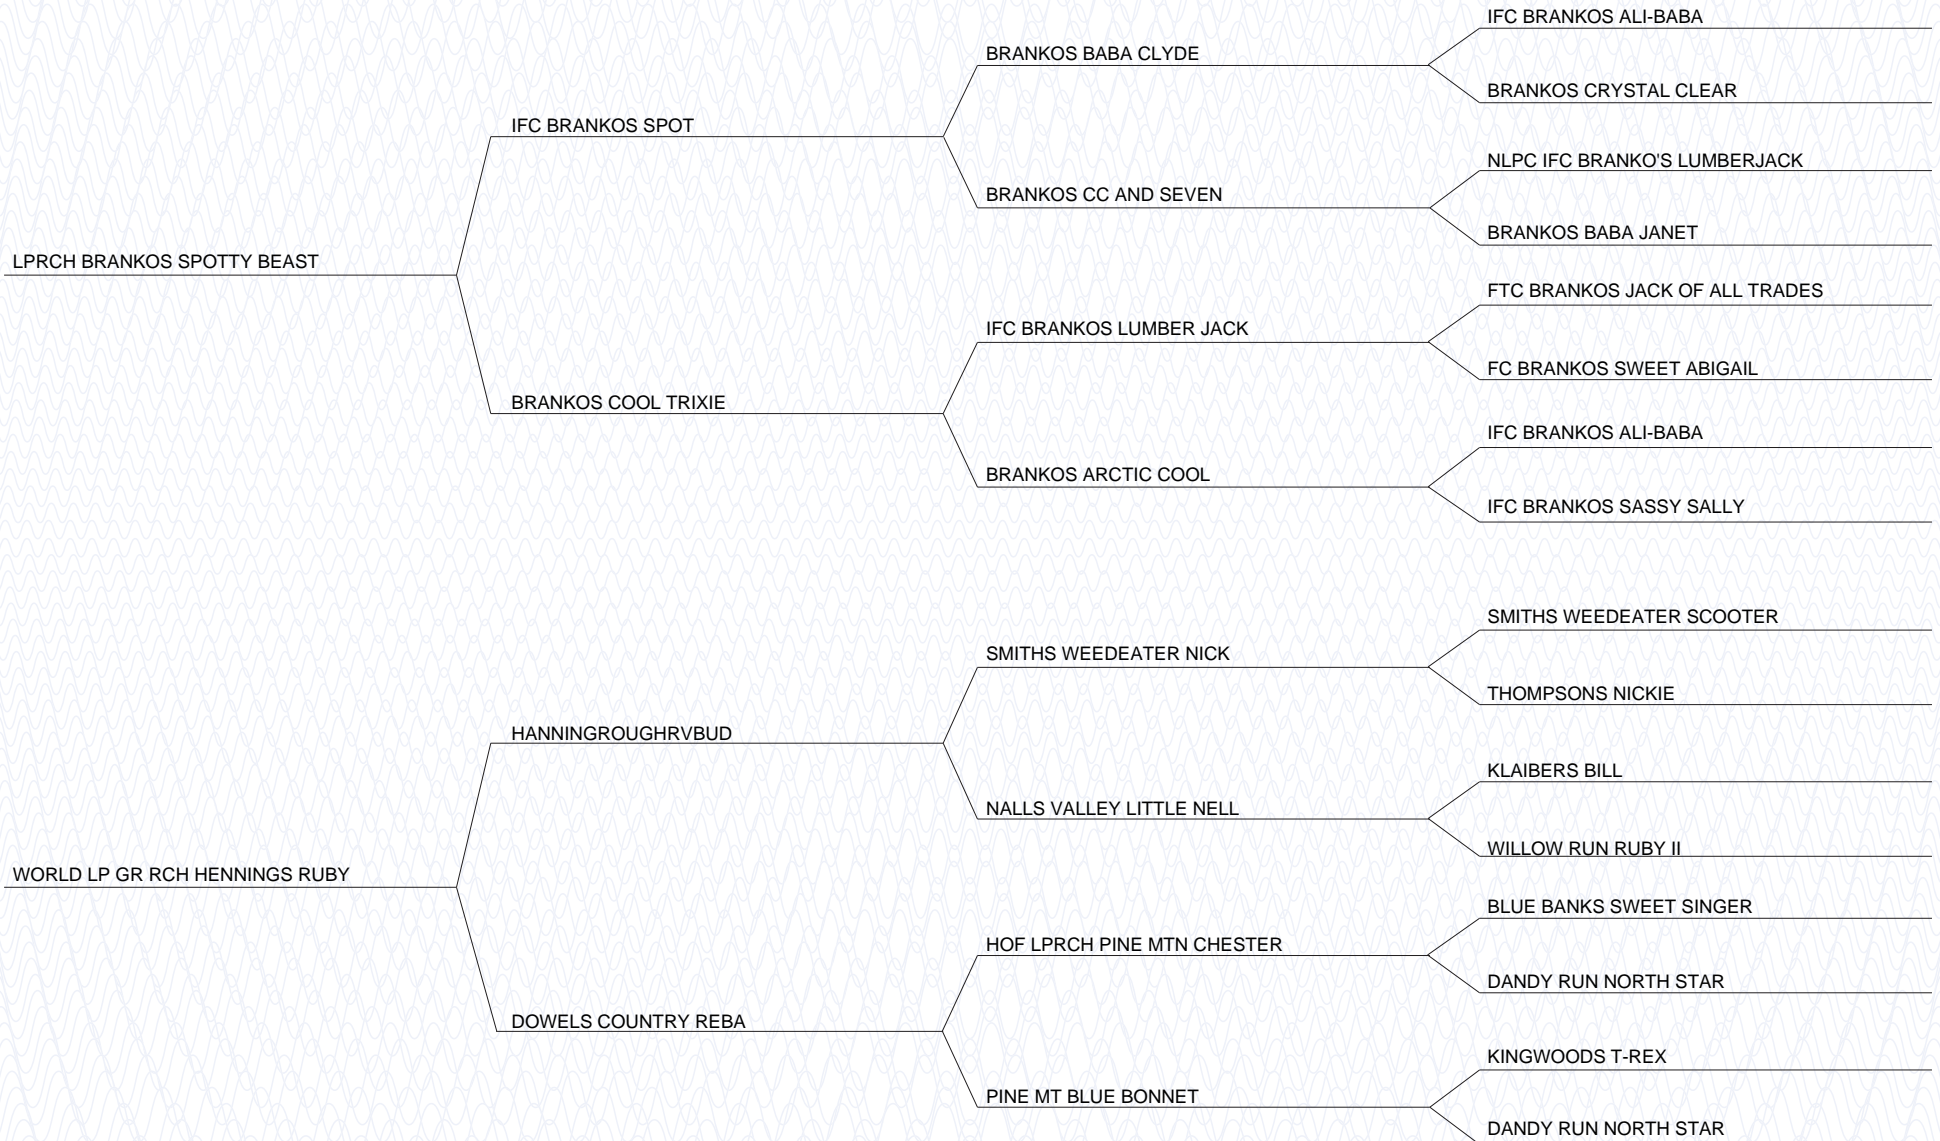 IFC BRANKOS ALI-BABA
BRANKOS BABA CLYDE
BRANKOS CRYSTAL CLEAR
IFC BRANKOS SPOT
NLPC IFC BRANKO'S LUMBERJACK
BRANKOS CC AND SEVEN
BRANKOS BABA JANET
LPRCH BRANKOS SPOTTY BEAST
FTC BRANKOS JACK OF ALL TRADES
IFC BRANKOS LUMBER JACK
FC BRANKOS SWEET ABIGAIL
BRANKOS COOL TRIXIE
IFC BRANKOS ALI-BABA
BRANKOS ARCTIC COOL
IFC BRANKOS SASSY SALLY
SMITHS WEEDEATER SCOOTER
SMITHS WEEDEATER NICK
THOMPSONS NICKIE
HANNINGROUGHRVBUD
KLAIBERS BILL
NALLS VALLEY LITTLE NELL
WILLOW RUN RUBY II
WORLD LP GR RCH HENNINGS RUBY
BLUE BANKS SWEET SINGER
HOF LPRCH PINE MTN CHESTER
DANDY RUN NORTH STAR
DOWELS COUNTRY REBA
KINGWOODS T-REX
PINE MT BLUE BONNET
DANDY RUN NORTH STAR